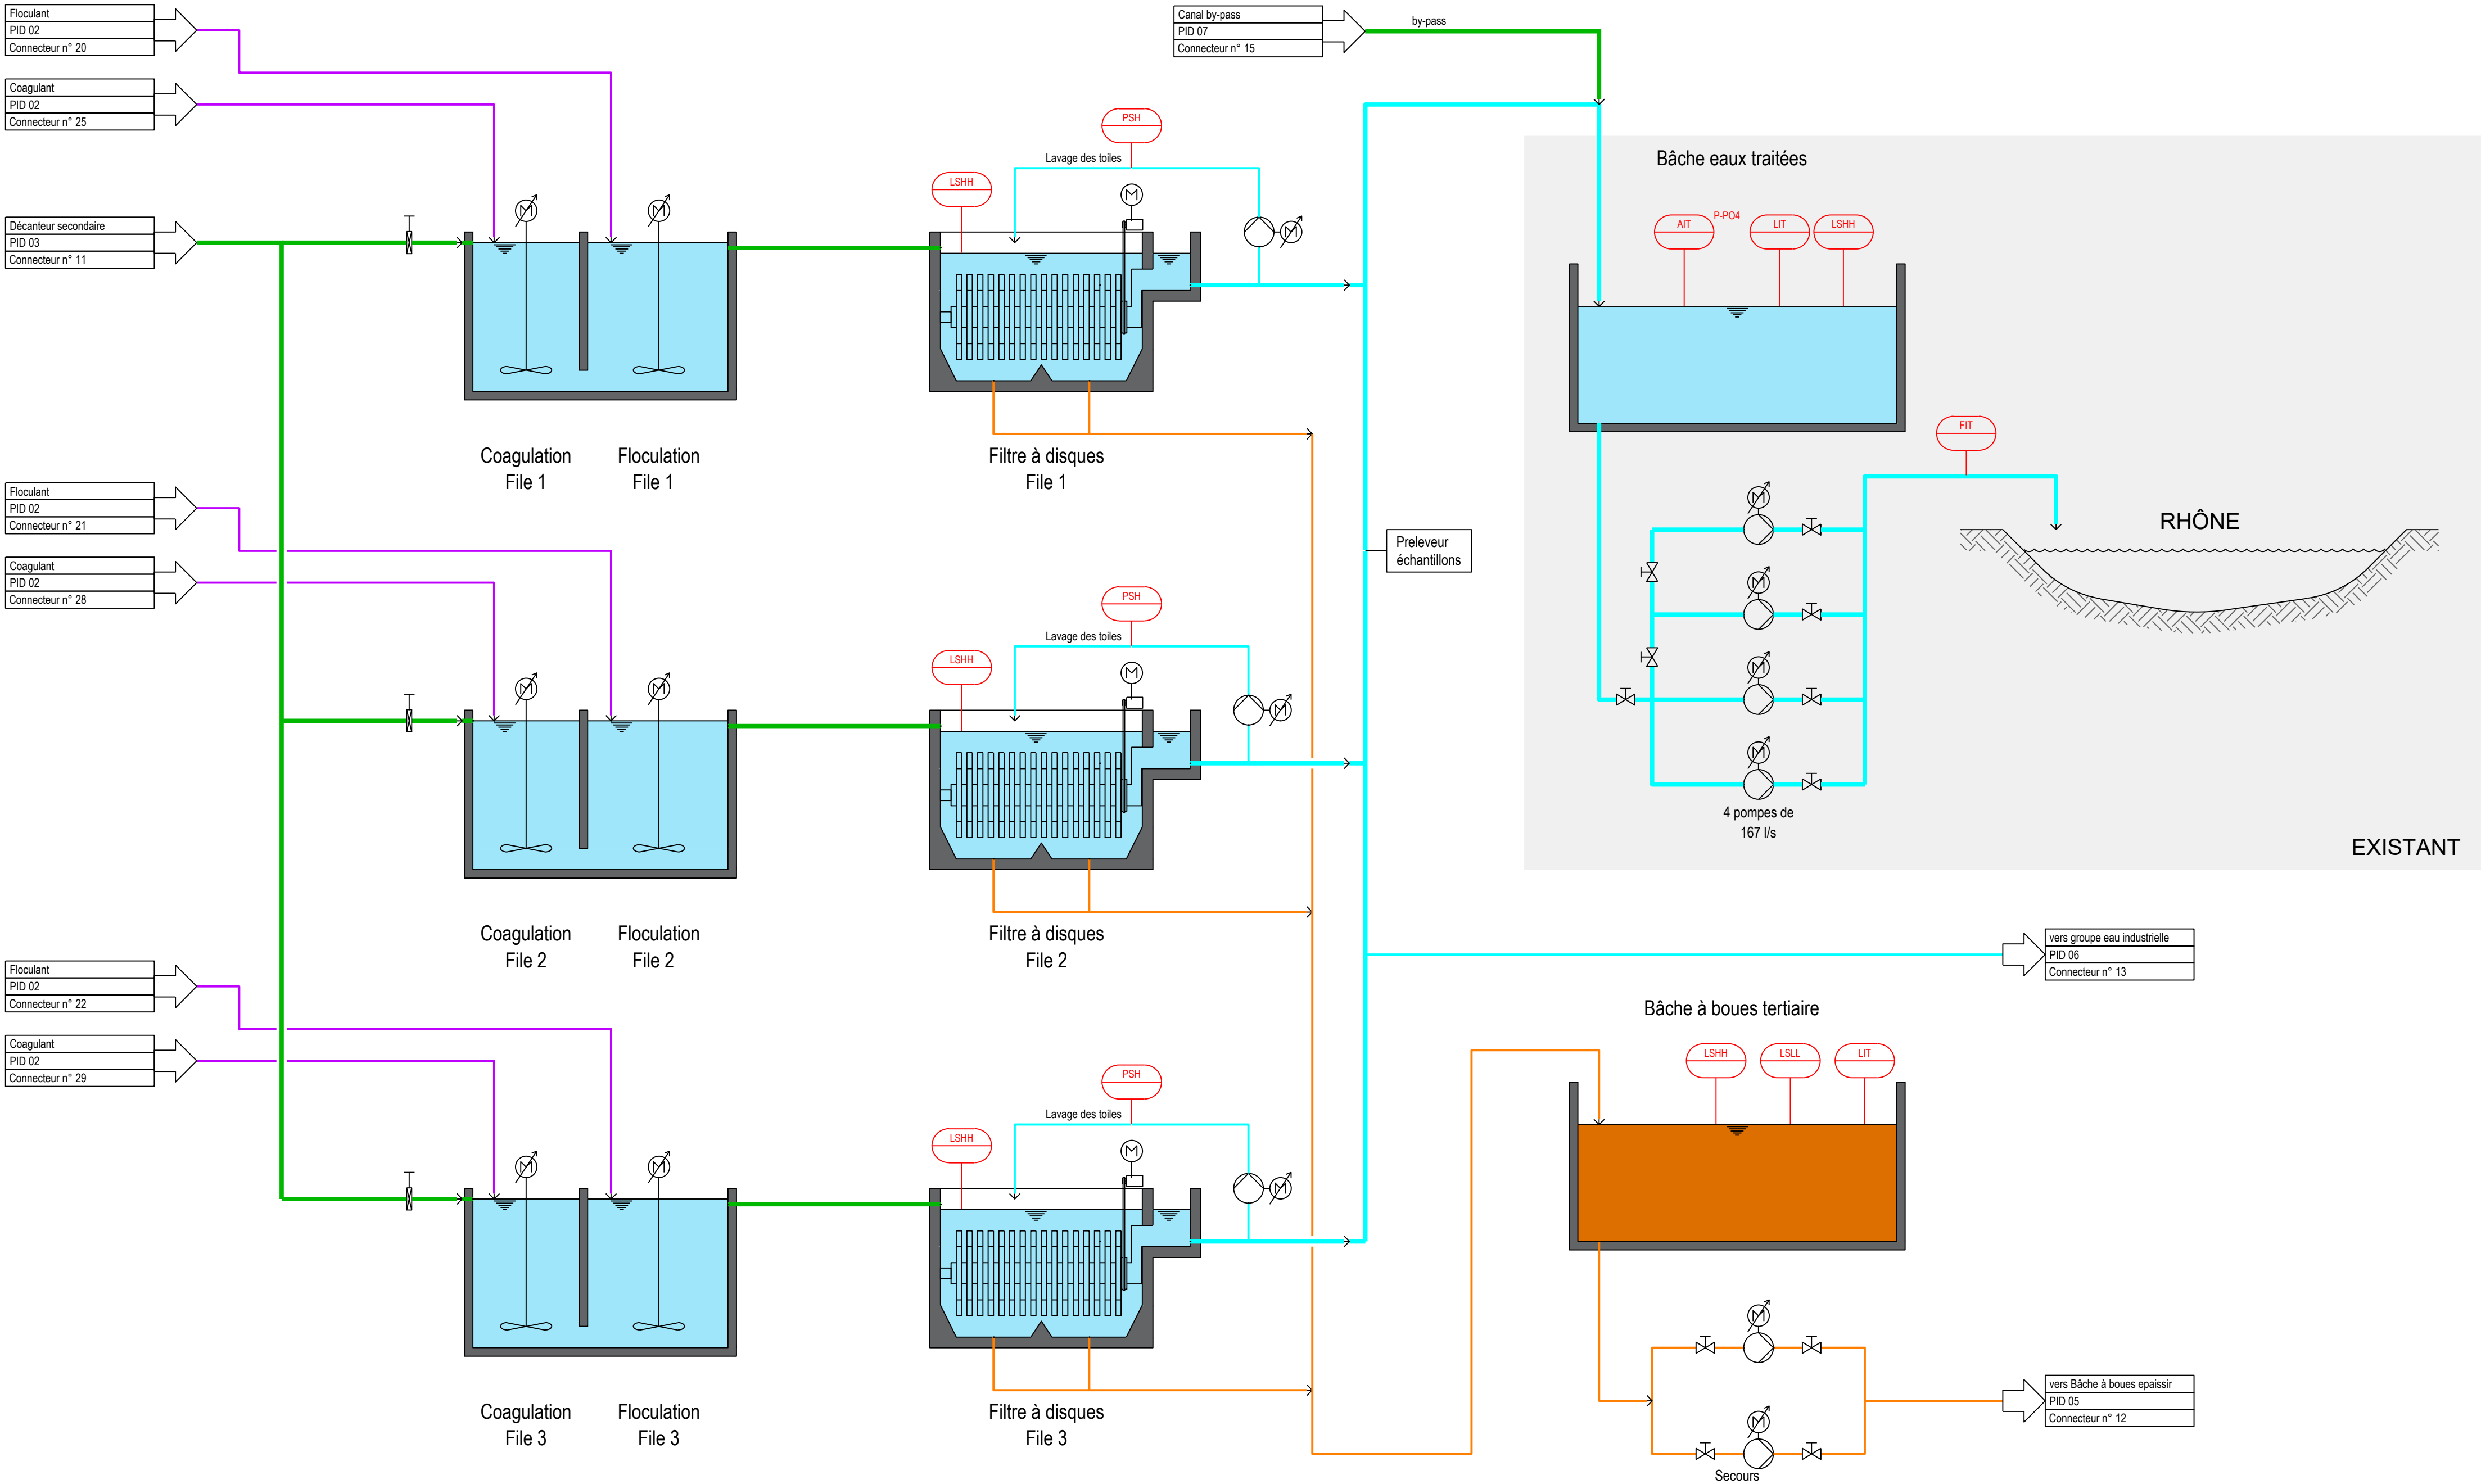 Floculant
PID 02
Connecteur n° 20
Coagulant
PID 02
Connecteur n° 25
Décanteur secondaire
PID 03
Connecteur n° 11
Canal by-pass
PID 07
Connecteur n° 15
by-pass
M
M
LSHH
PSH
Lavage des toiles
M
M
Coagulation
File 1
Floculation
File 1
Filtre à disques
File 1
Bâche eaux traitées
AIT
P-PO4
LIT
LSHH
FIT
RHÔNE
M
M
M
M
4 pompes de
167 l/s
EXISTANT
Preleveur
échantillons
Floculant
PID 02
Connecteur n° 21
Coagulant
PID 02
Connecteur n° 28
M
M
LSHH
PSH
Lavage des toiles
M
M
Coagulation
File 2
Floculation
File 2
Filtre à disques
File 2
vers groupe eau industrielle
PID 06
Connecteur n° 13
Floculant
PID 02
Connecteur n° 22
Coagulant
PID 02
Connecteur n° 29
M
M
LSHH
PSH
Lavage des toiles
M
M
Coagulation
File 3
Floculation
File 3
Filtre à disques
File 3
Bâche à boues tertiaire
LSHH
LSLL
LIT
M
M
Secours
vers Bâche à boues epaissir
PID 05
Connecteur n° 12